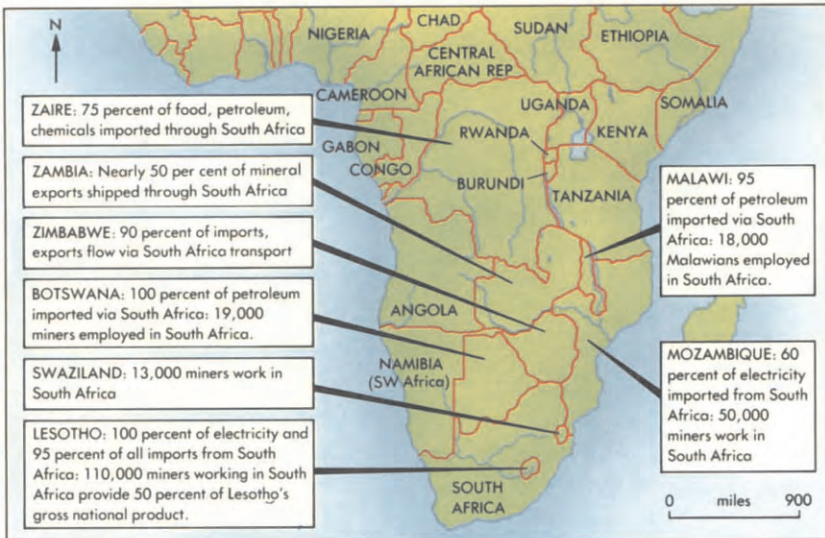 N
NIGERIA
CHAD
SUDAN
ETHIOPIA
CENTRAL
AFRICAN REP
CAMEROON
UGANDA
SOMALIA
ZAIRE: 75 percent of food, petroleum,
chemicals imported through South Africa
RWANDA
KENYA
GABON
CONGO
ZAMBIA: Nearly 50 per cent of mineral
exports shipped through South Africa
BURUNDI
TANZANIA
MALAWI: 95
percent of petroleum
imported via South
Africa: 18,000
Malawians employed
in South Africa.
ZIMBABWE: 90 percent of imports,
exports flow via South Africa transport
BOTSWANA: 100 percent of petroleum
imported via South Africa: 19,000
miners employed in South Africa.
ANGOLA
NAMIBIA
(SW Africa)
SWAZILAND: 13,000 miners work in
South Africa
MOZAMBIQUE: 60
percent of electricity
imported from South
Africa: 50,000
miners work in
South Africa
LESOTHO: 100 percent of electricity and
95 percent of all imports from South
Africa: 110,000 miners working in South
Africa provide 50 percent of Lesotho's
gross national product.
SOUTH
AFRICA
0 miles 900